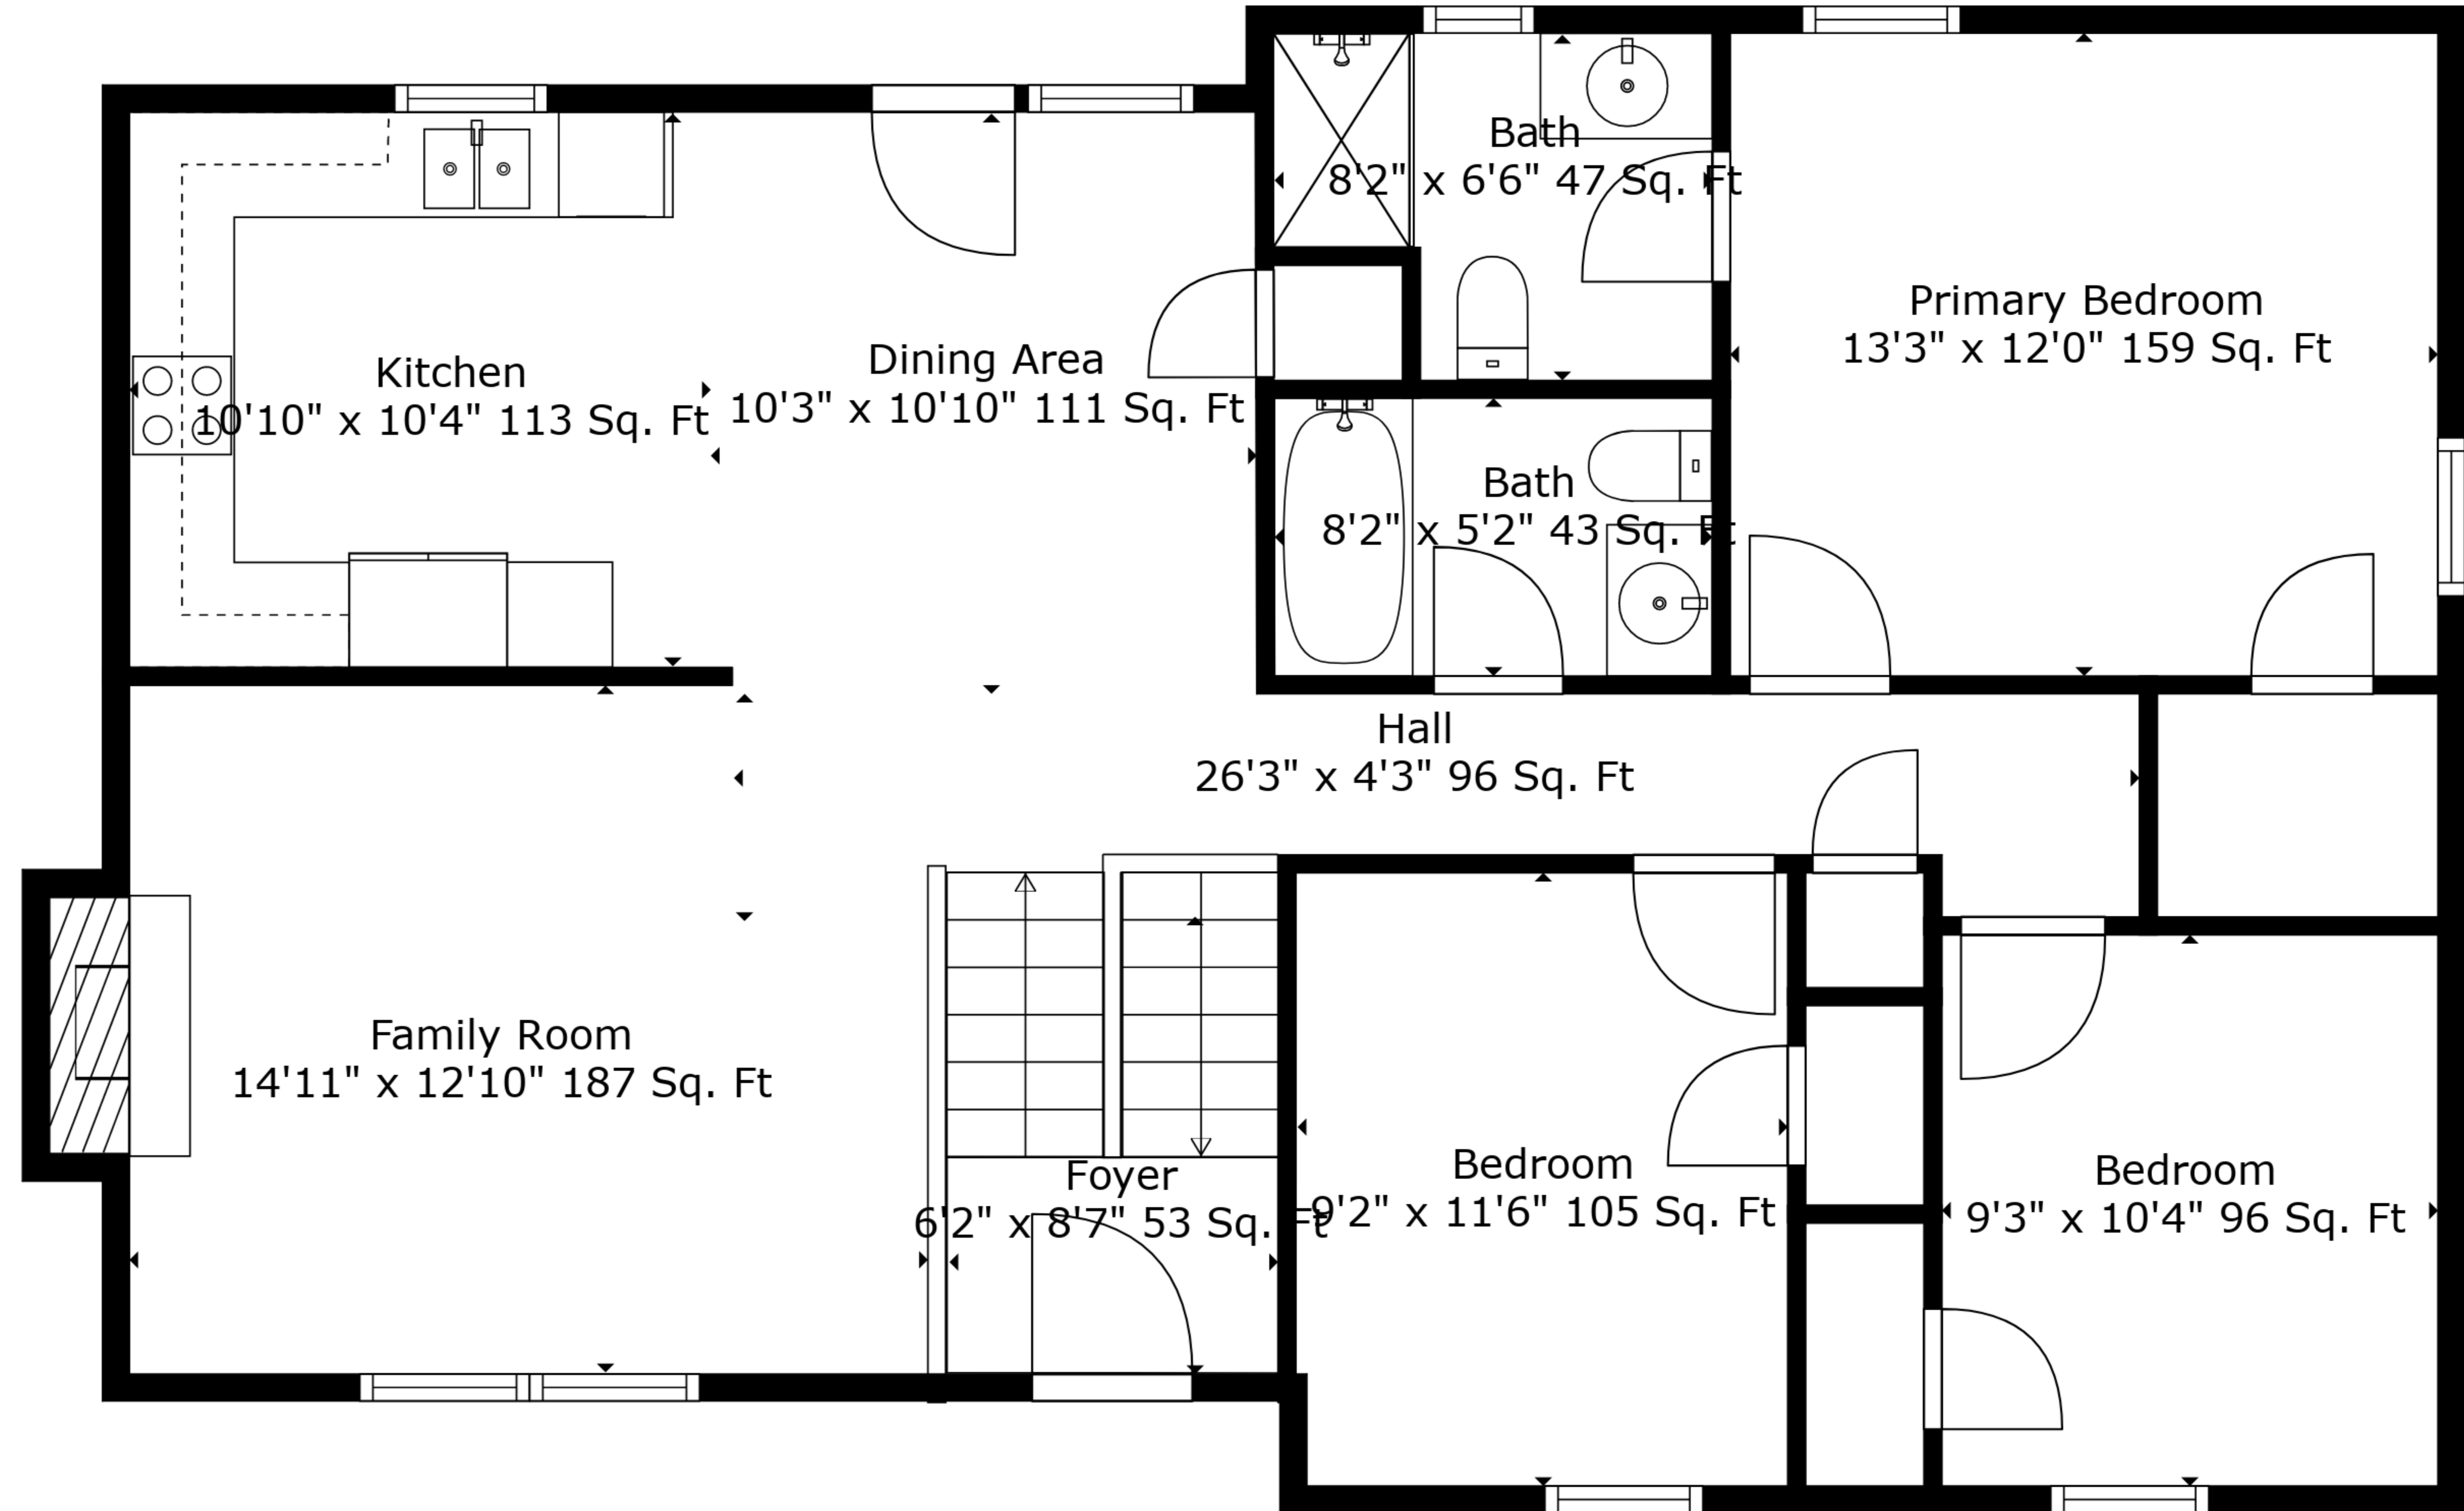 Bath
8'2" x 6'6" 47 Sq. Ft
Primary Bedroom
13'3" x 12'0" 159 Sq. Ft
Kitchen
10'10" x 10'4" 113 Sq. Ft
Dining Area
10'3" x 10'10" 111 Sq. Ft
Bath
8'2" x 5'2" 43 Sq. Ft
Hall
26'3" x 4'3" 96 Sq. Ft
Family Room
14'11" x 12'10" 187 Sq. Ft
Foyer
6'2" x 8'7" 53 Sq. Ft
Bedroom
9'2" x 11'6" 105 Sq. Ft
Bedroom
9'3" x 10'4" 96 Sq. Ft